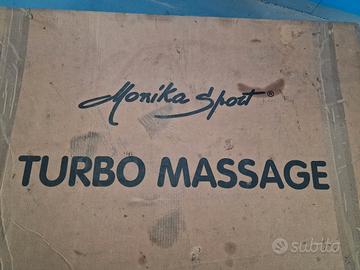 Monika Sport ®
TURBO MASSAGE
subito